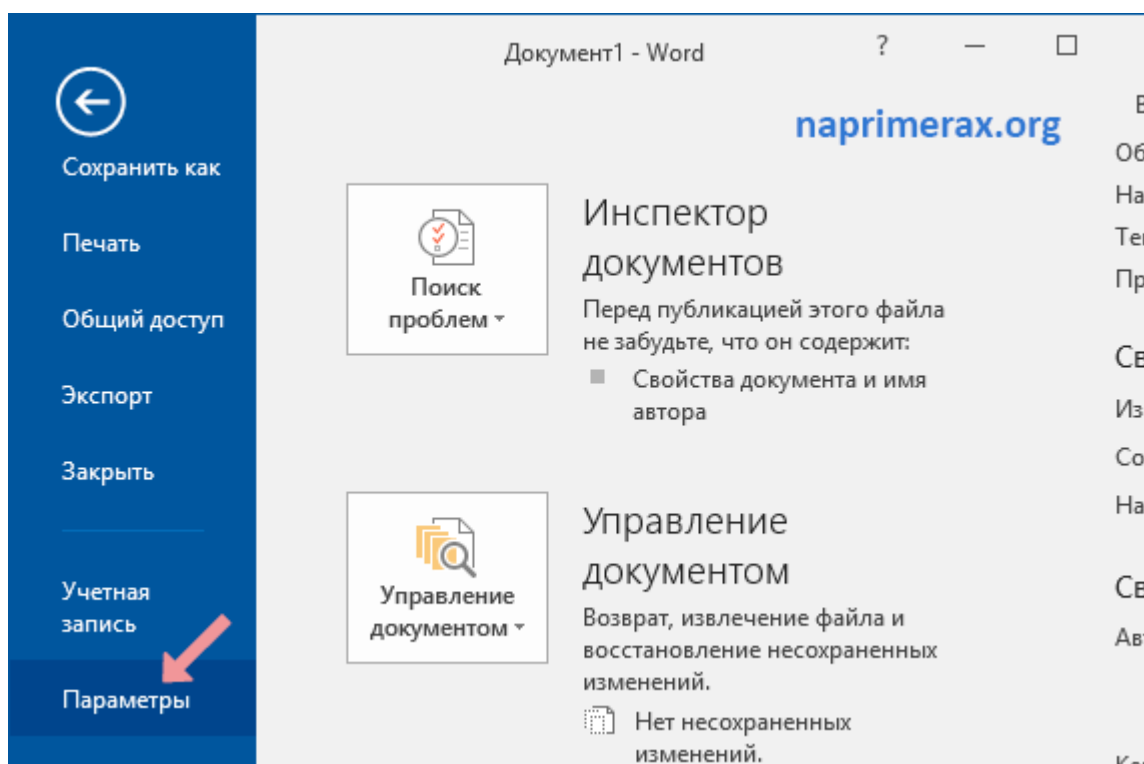 Документ1 - Word
?
naprimerax.org
Сохранить как
Печать
Общий доступ
Экспорт
Закрыть
Учетная
запись
Параметры
Поиск
проблем
Инспектор
документов
Перед публикацией этого файла
не забудьте, что он содержит:
Свойства документа и имя
автора
Управление
документом
Управление
документом
Возврат, извлечение файла и
восстановление несохраненных
изменений.
Нет несохраненных
изменений.